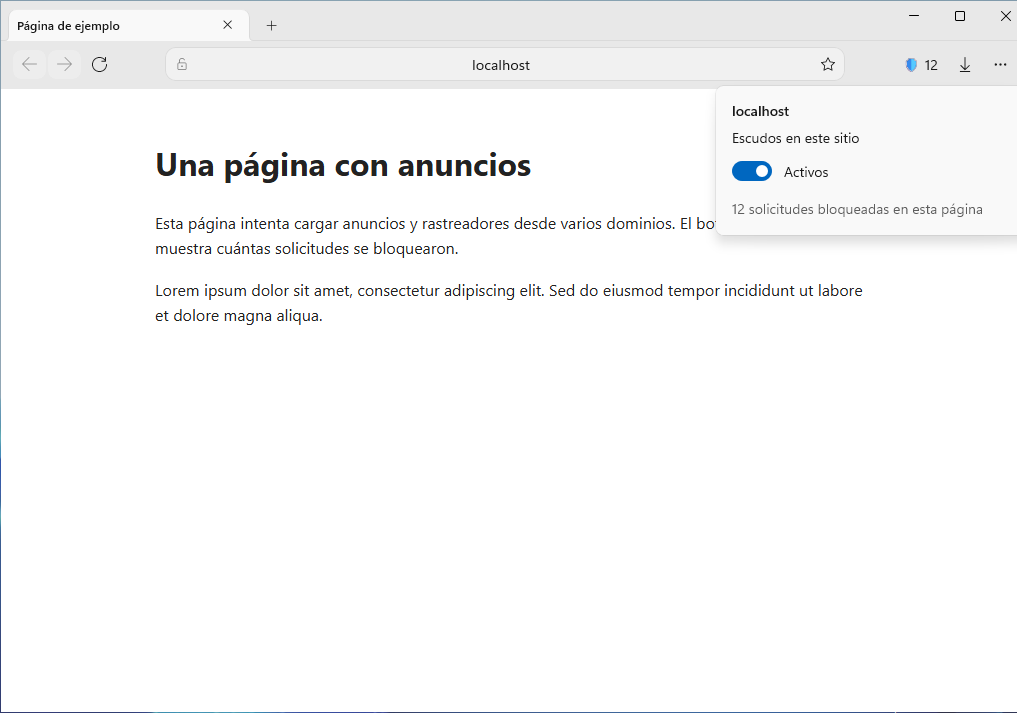 Página de ejemplo
localhost
12
localhost
Escudos en este sitio
Activos
12 solicitudes bloqueadas en esta página
Una página con anuncios
Esta página intenta cargar anuncios y rastreadores desde varios dominios. El
muestra cuántas solicitudes se bloquearon.
Lorem ipsum dolor sit amet, consectetur adipiscing elit. Sed do eiusmod tempor incididunt ut labore
et dolore magna aliqua.